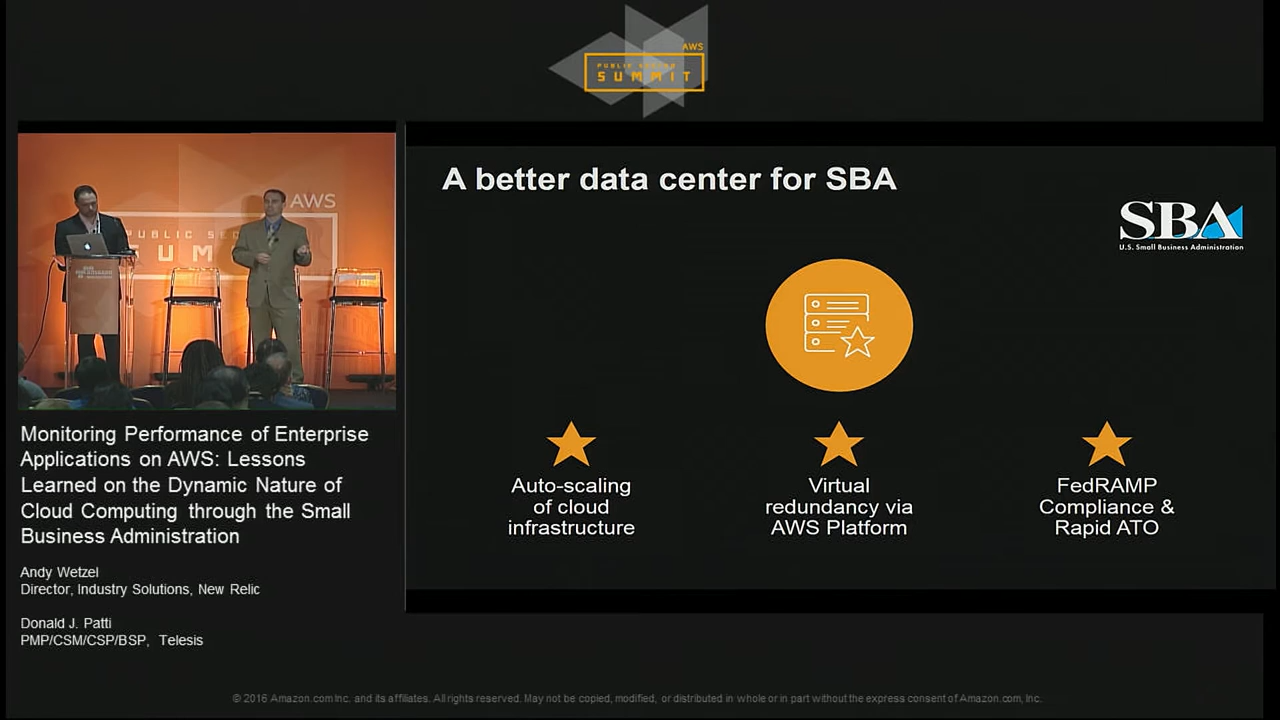 AWS
PUBLIC SECTOR
SUMMIT
AWS
PUBLIC SEC
SUM
A better data center for SBA
SBA
U.S. Small Business Administration
Auto-scaling
of cloud
infrastructure
Virtual
redundancy via
AWS Platform
FedRAMP
Compliance &
Rapid ATO
Monitoring Performance of Enterprise
Applications on AWS: Lessons
Learned on the Dynamic Nature of
Cloud Computing through the Small
Business Administration
Andy Wetzel
Director, Industry Solutions, New Relic
Donald J. Patti
PMP/CSM/CSP/BSP, Telesis
© 2016 Amazon.com Inc. and its affiliates. All rights reserved. May not be copied, modified, or distributed in whole or in part without the express consent of Amazon.com, Inc.